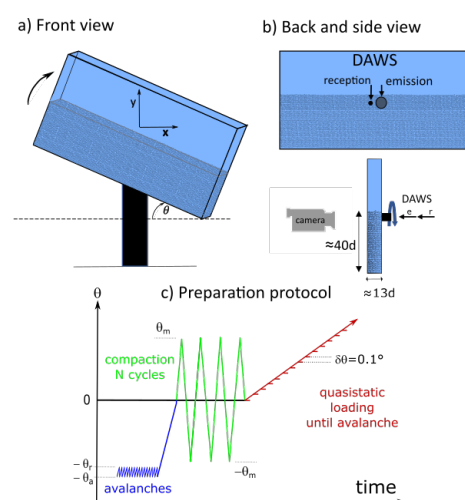 a) Front view
y
x
θ
b) Back and side view
DAWS
reception emission
camera
DAWS
e r
≈40d
≈13d
c) Preparation protocol
θ
θm
compaction
N cycles
δθ=0.1°
0
quasistatic
loading
until avalanche
−θr
−θa
avalanches
−θm
time